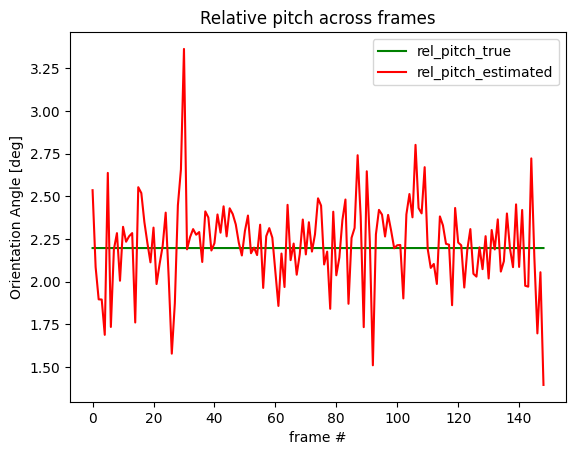 Relative pitch across frames
rel_pitch_true
rel_pitch_estimated
Orientation Angle [deg]
3.25
3.00
2.75
2.50
2.25
2.00
1.75
1.50
0 20 40 60 80 100 120 140
frame #